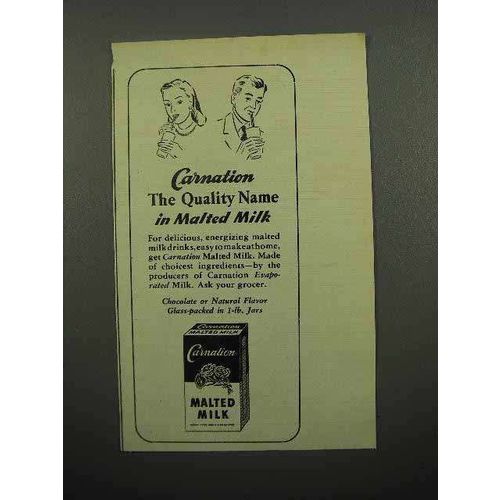 Carnation
The Quality Name
in Malted Milk
For delicious, energizing malted
milk drinks, easy to make at home,
get Carnation Malted Milk. Made
of choicest ingredients—by the
producers of Carnation Evapo-
rated Milk. Ask your grocer.
Chocolate or Natural Flavor
Glass-packed in 1-lb. Jars
Carnation
MALTED MILK
Carnation
MALTED
MILK